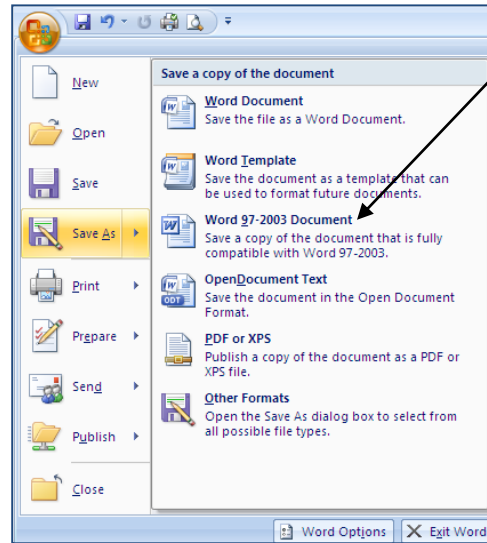 New
Open
Save
Save As
Print
Prepare
Send
Publish
Close
Save a copy of the document
Word Document
Save the file as a Word Document.
Word Template
Save the document as a template that can
be used to format future documents.
Word 97-2003 Document
Save a copy of the document that is fully
compatible with Word 97-2003.
OpenDocument Text
Save the document in the Open Document
Format.
PDF or XPS
Publish a copy of the document as a PDF or
XPS file.
Other Formats
Open the Save As dialog box to select from
all possible file types.
ODT
Word Options
Exit Word